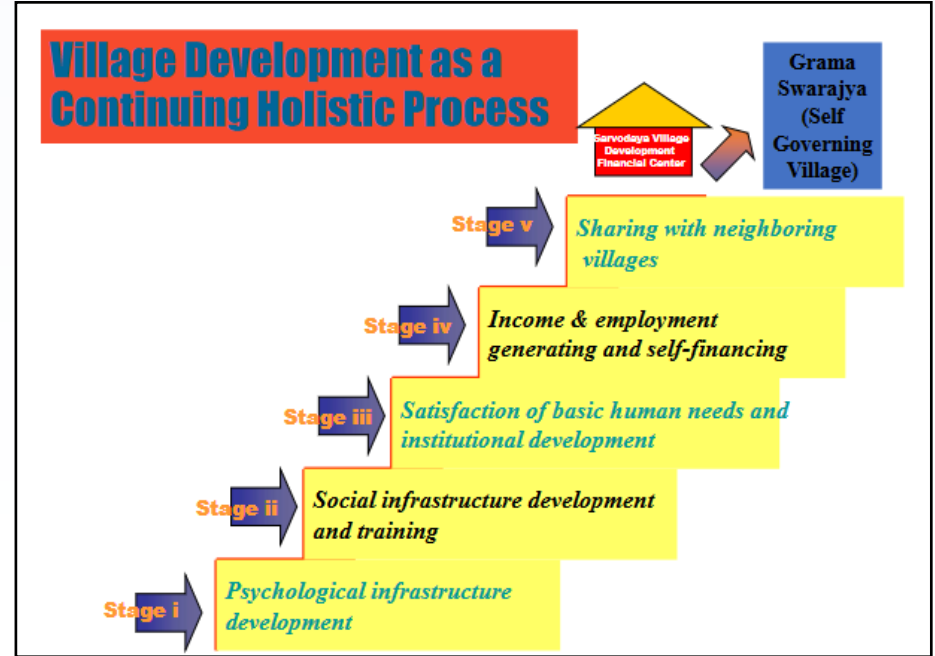 Village Development as a
Continuing Holistic Process
Sarvodaya Village
Development
Financial Center
Grama
Swarajya
(Self
Governing
Village)
Stage v
Sharing with neighboring
villages
Stage iv
Income & employment
generating and self-financing
Stage iii
Satisfaction of basic human needs and
institutional development
Stage ii
Social infrastructure development
and training
Stage i
Psychological infrastructure
development